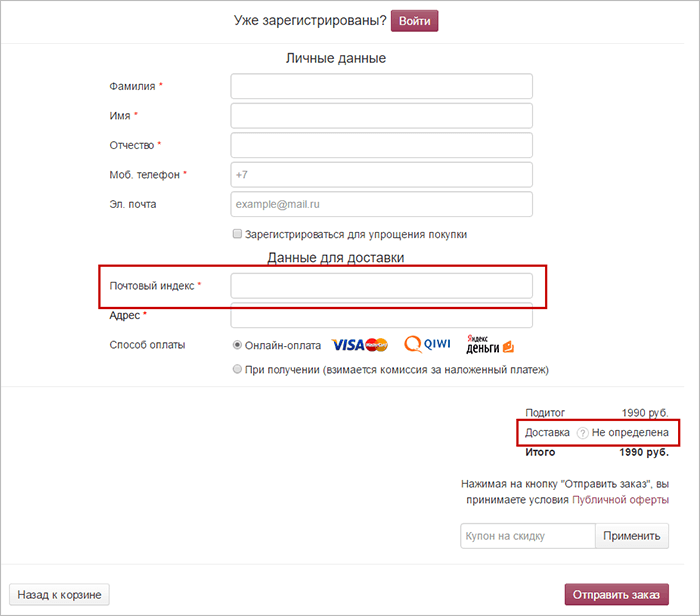 Уже зарегистрированы? Войти
Личные данные
Фамилия *
Имя *
Отчество *
Моб. телефон * +7
Эл. почта example@mail.ru
Зарегистрироваться для упрощения покупки
Данные для доставки
Почтовый индекс *
Адрес *
Способ оплаты Онлайн-оплата VISA MasterCard QIWI Яндекс деньги
При получении (взимается комиссия за наложенный платеж)
Подитог 1990 руб.
Доставка ? Не определена
Итого 1990 руб.
Нажимая на кнопку "Отправить заказ", вы
принимаете условия Публичной оферты
Купон на скидку Применить
Назад к корзине Отправить заказ